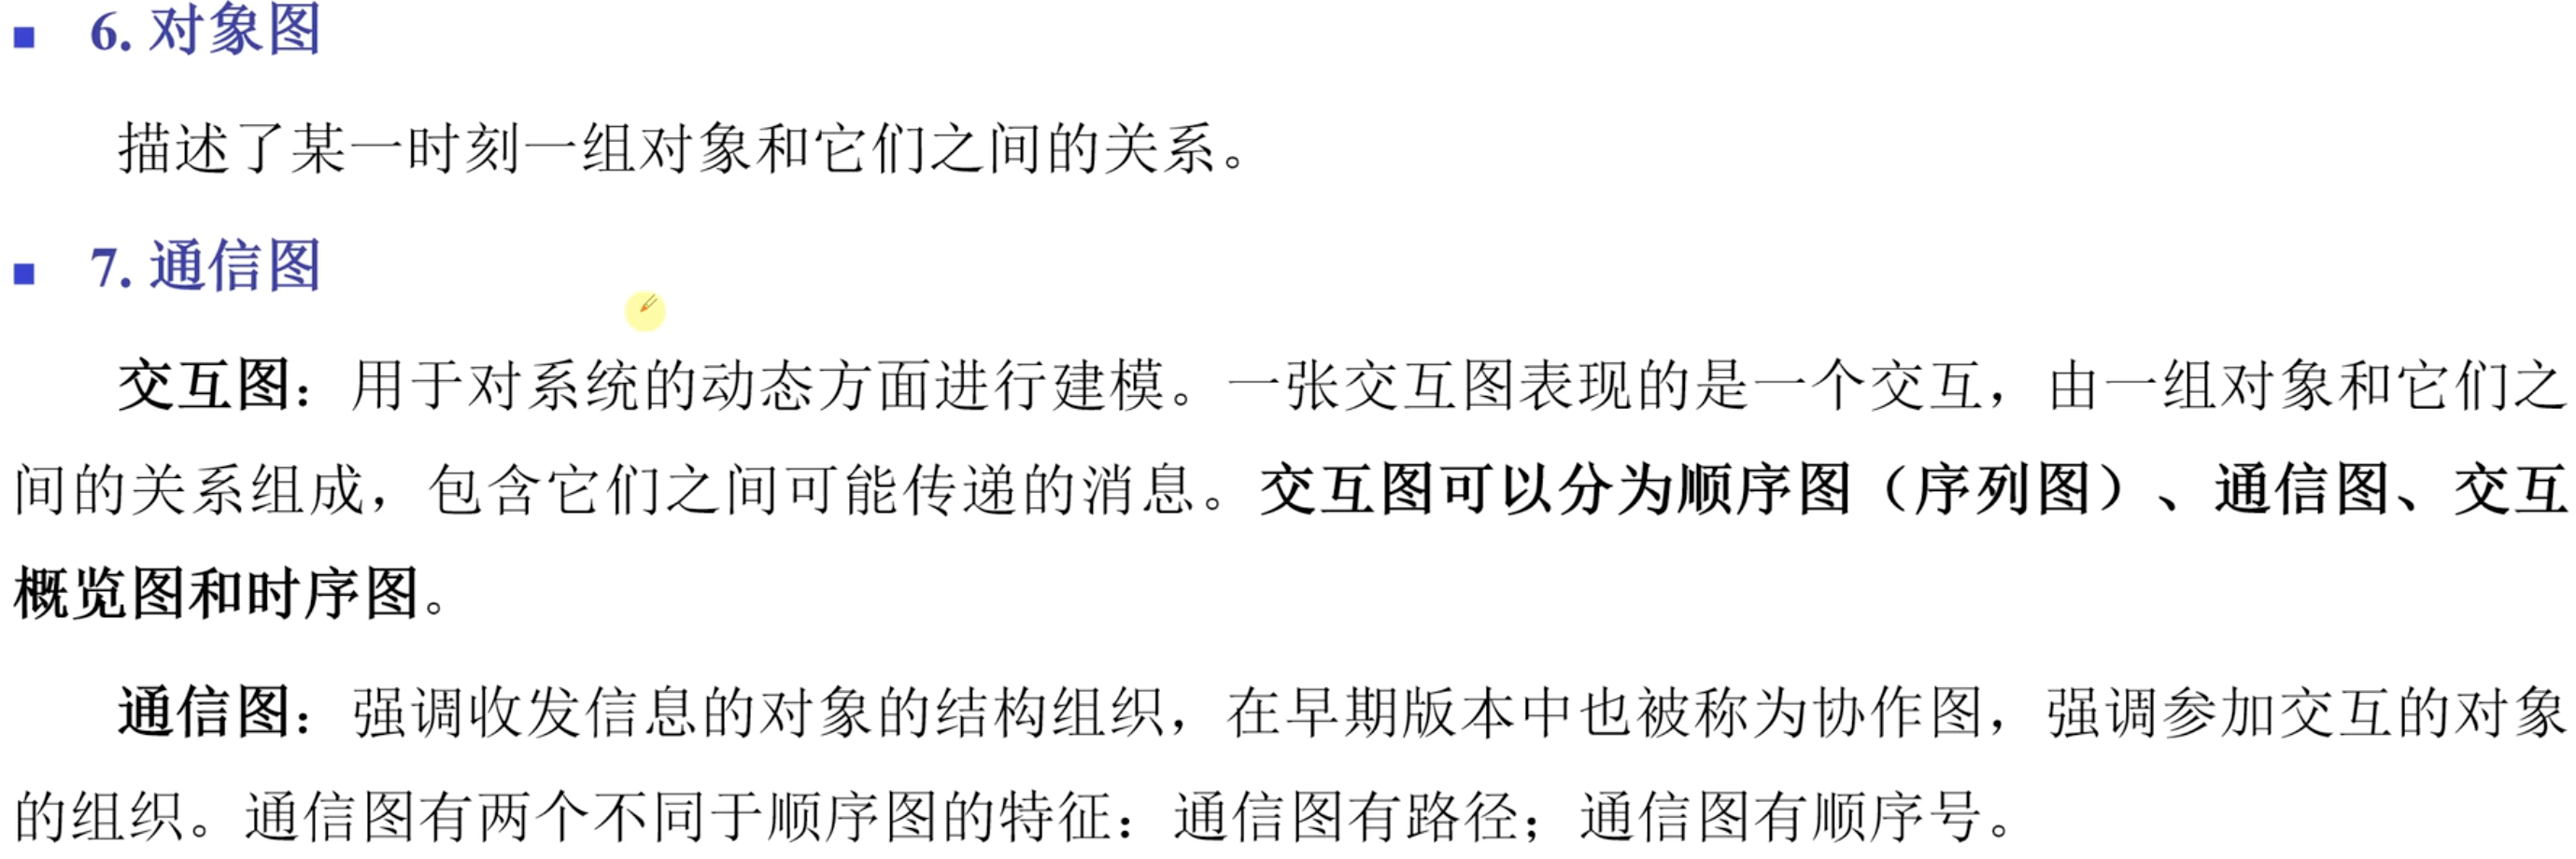 6. 对象图
描述了某一时刻一组对象和它们之间的关系。
7. 通信图
交互图：用于对系统的动态方面进行建模。一张交互图表现的是一个交互，由一组对象和它们之
间的关系组成，包含它们之间可能传递的消息。交互图可以分为顺序图（序列图）、通信图、交互
概览图和时序图。
通信图：强调收发信息的对象的结构组织，在早期版本中也被称为协作图，强调参加交互的对象
的组织。通信图有两个不同于顺序图的特征：通信图有路径；通信图有顺序号。